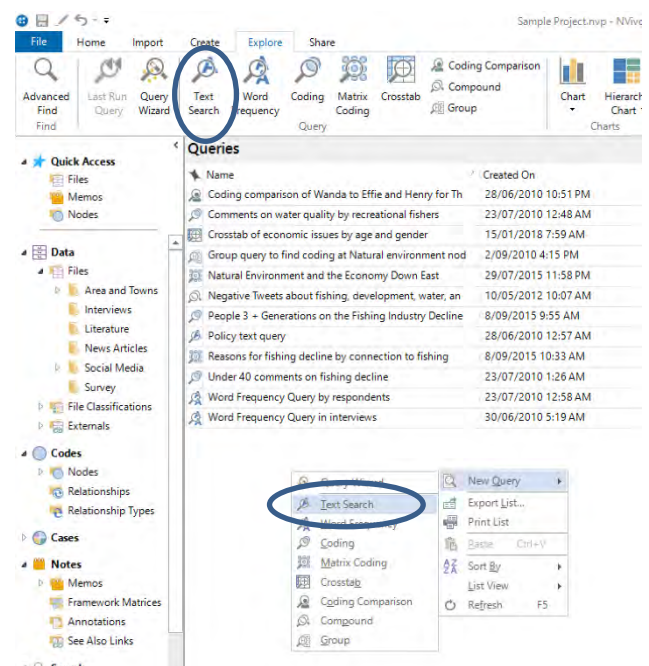 Sample Project.nvp - NVivo
File Home Import Create Explore Share
Advanced Find
Last Run Query
Query Wizard
Text Search
Word Frequency
Coding
Matrix Coding
Crosstab
Coding Comparison
Compound
Group
Chart
Hierarch
Chart
Find Query Charts
Quick Access
Files
Memos
Nodes
Data
Files
Area and Towns
Interviews
Literature
News Articles
Social Media
Survey
File Classifications
Externals
Codes
Nodes
Relationships
Relationship Types
Cases
Notes
Memos
Framework Matrices
Annotations
See Also Links
Queries
Name Created On
Coding comparison of Wanda to Effie and Henry for Th 28/06/2010 10:51 PM
Comments on water quality by recreational fishers 23/07/2010 12:48 AM
Crosstab of economic issues by age and gender 15/01/2018 7:59 AM
Group query to find coding at Natural environment nod 2/09/2010 4:15 PM
Natural Environment and the Economy Down East 29/07/2015 11:58 PM
Negative Tweets about fishing, development, water, an 10/05/2012 10:07 AM
People 3 + Generations on the Fishing Industry Decline 8/09/2015 9:55 AM
Policy text query 28/06/2010 12:57 AM
Reasons for fishing decline by connection to fishing 8/09/2015 10:33 AM
Under 40 comments on fishing decline 23/07/2010 1:26 AM
Word Frequency Query by respondents 23/07/2010 12:58 AM
Word Frequency Query in interviews 30/06/2010 5:19 AM
Query Wizard
Text Search
Word Frequency
Coding
Matrix Coding
Crosstab
Coding Comparison
Compound
Group
New Query
Export List...
Print List
Paste Ctrl+V
Sort By
List View
Refresh F5